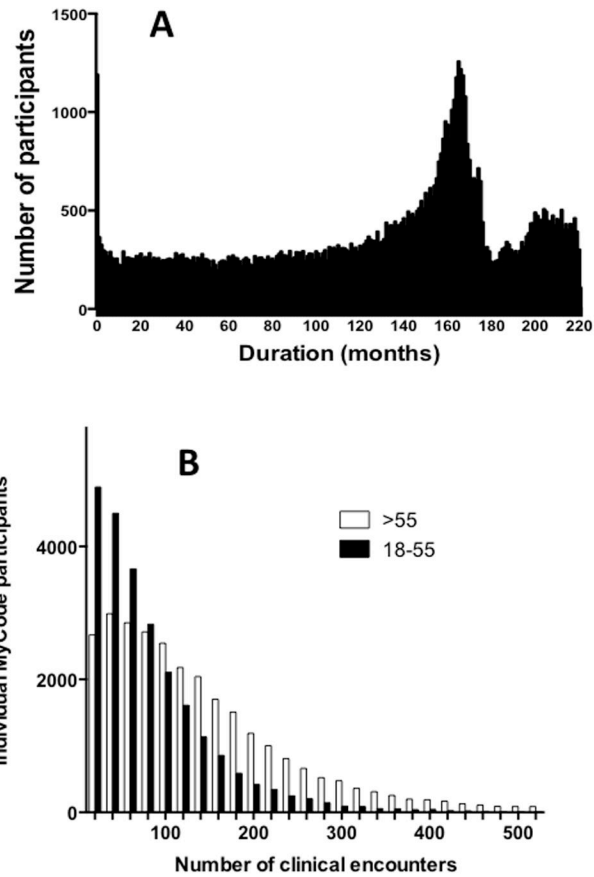 A
1500
1000
500
0
Number of participants
0 20 40 60 80 100 120 140 160 180 200 220
Duration (months)
B
>55
18-55
4000
2000
0
Individual MyCode participants
100 200 300 400 500
Number of clinical encounters